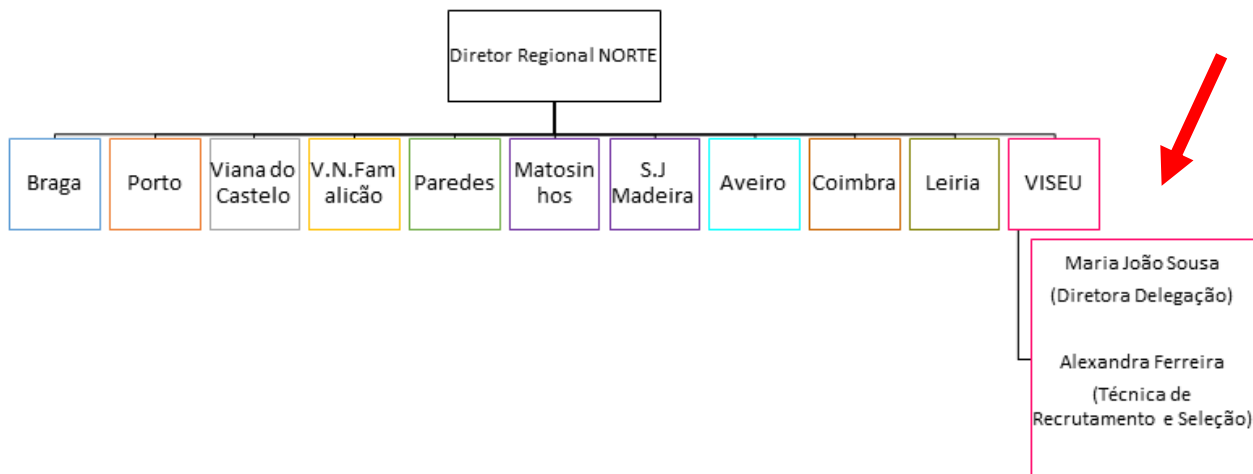 Diretor Regional NORTE
Braga
Porto
Viana do
Castelo
V.N.Fam
alicão
Paredes
Matosin
hos
S.J
Madeira
Aveiro
Coimbra
Leiria
VISEU
Maria João Sousa
(Diretora Delegação)
Alexandra Ferreira
(Técnica de
Recrutamento e Seleção)